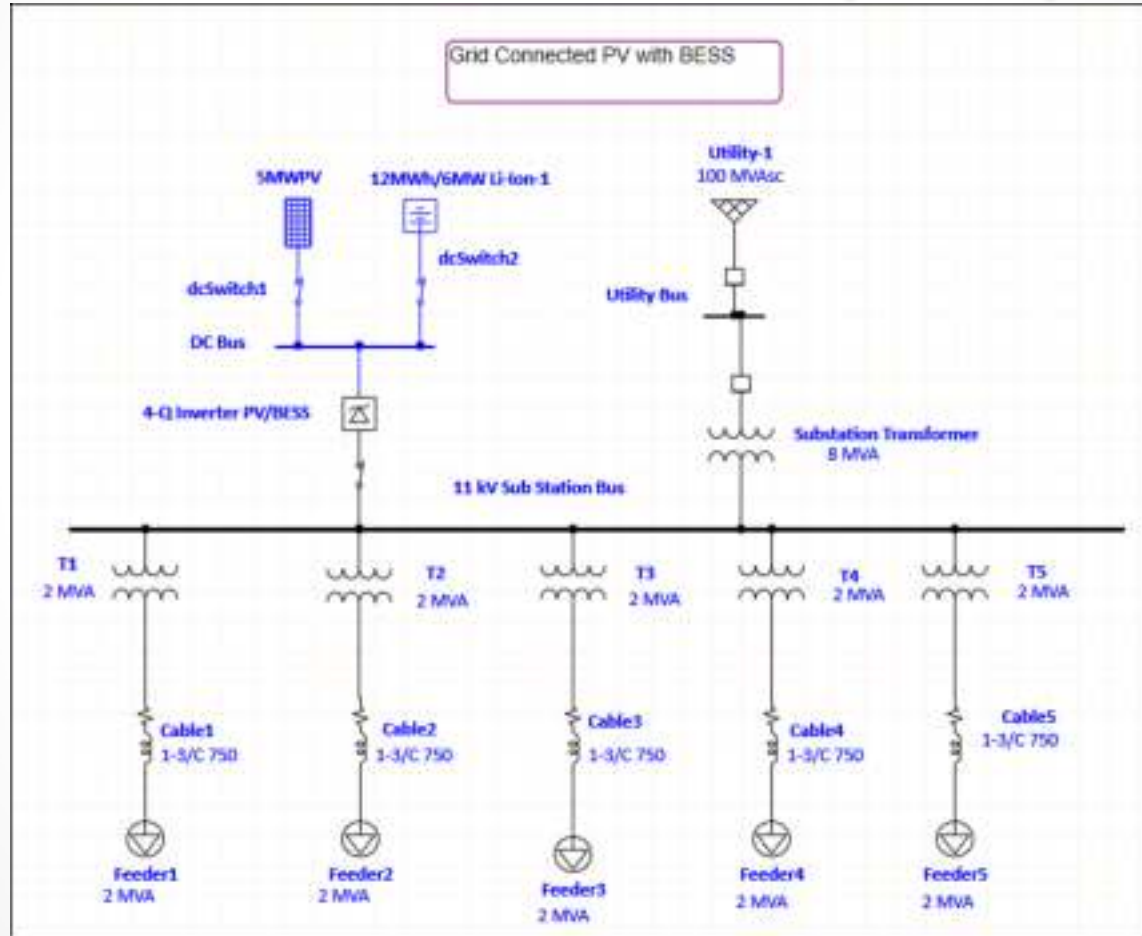 Grid Connected PV with BESS
Utility-1
100 MVAsc
5MWPV
12MWh/6MW Li-Ion-1
dcSwitch2
dcSwitch1
Utility Bus
DC Bus
4-Q Inverter PV/BESS
Substation Transformer
8 MVA
11 kV Sub Station Bus
T1
2 MVA
T2
2 MVA
T3
2 MVA
T4
2 MVA
T5
2 MVA
Cable1
1-3/C 750
Cable2
1-3/C 750
Cable3
1-3/C 750
Cable4
1-3/C 750
Cable5
1-3/C 750
Feeder1
2 MVA
Feeder2
2 MVA
Feeder3
2 MVA
Feeder4
2 MVA
Feeder5
2 MVA